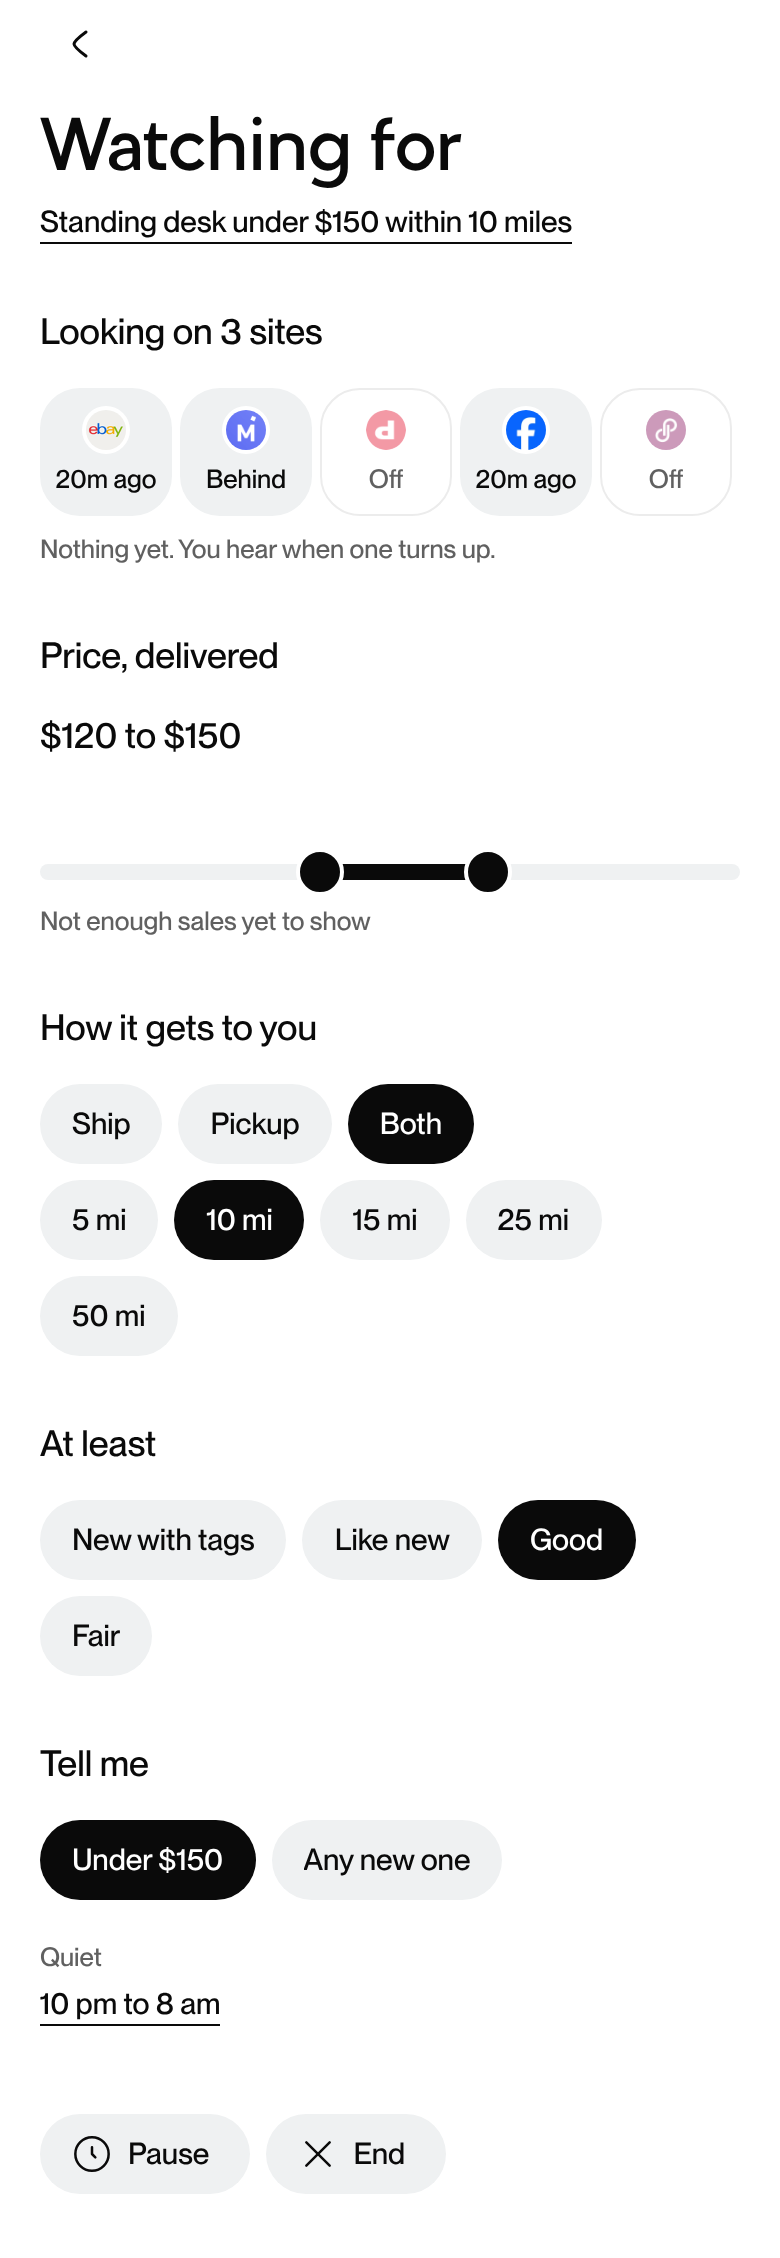 Watching for
Standing desk under $150 within 10 miles
Looking on 3 sites
ebay M d
20m ago Behind Off 20m ago Off
Nothing yet. You hear when one turns up.
Price, delivered
$120 to $150
Not enough sales yet to show
How it gets to you
Ship Pickup Both
5 mi 10 mi 15 mi 25 mi
50 mi
At least
New with tags Like new Good
Fair
Tell me
Under $150 Any new one
Quiet
10 pm to 8 am
Pause End